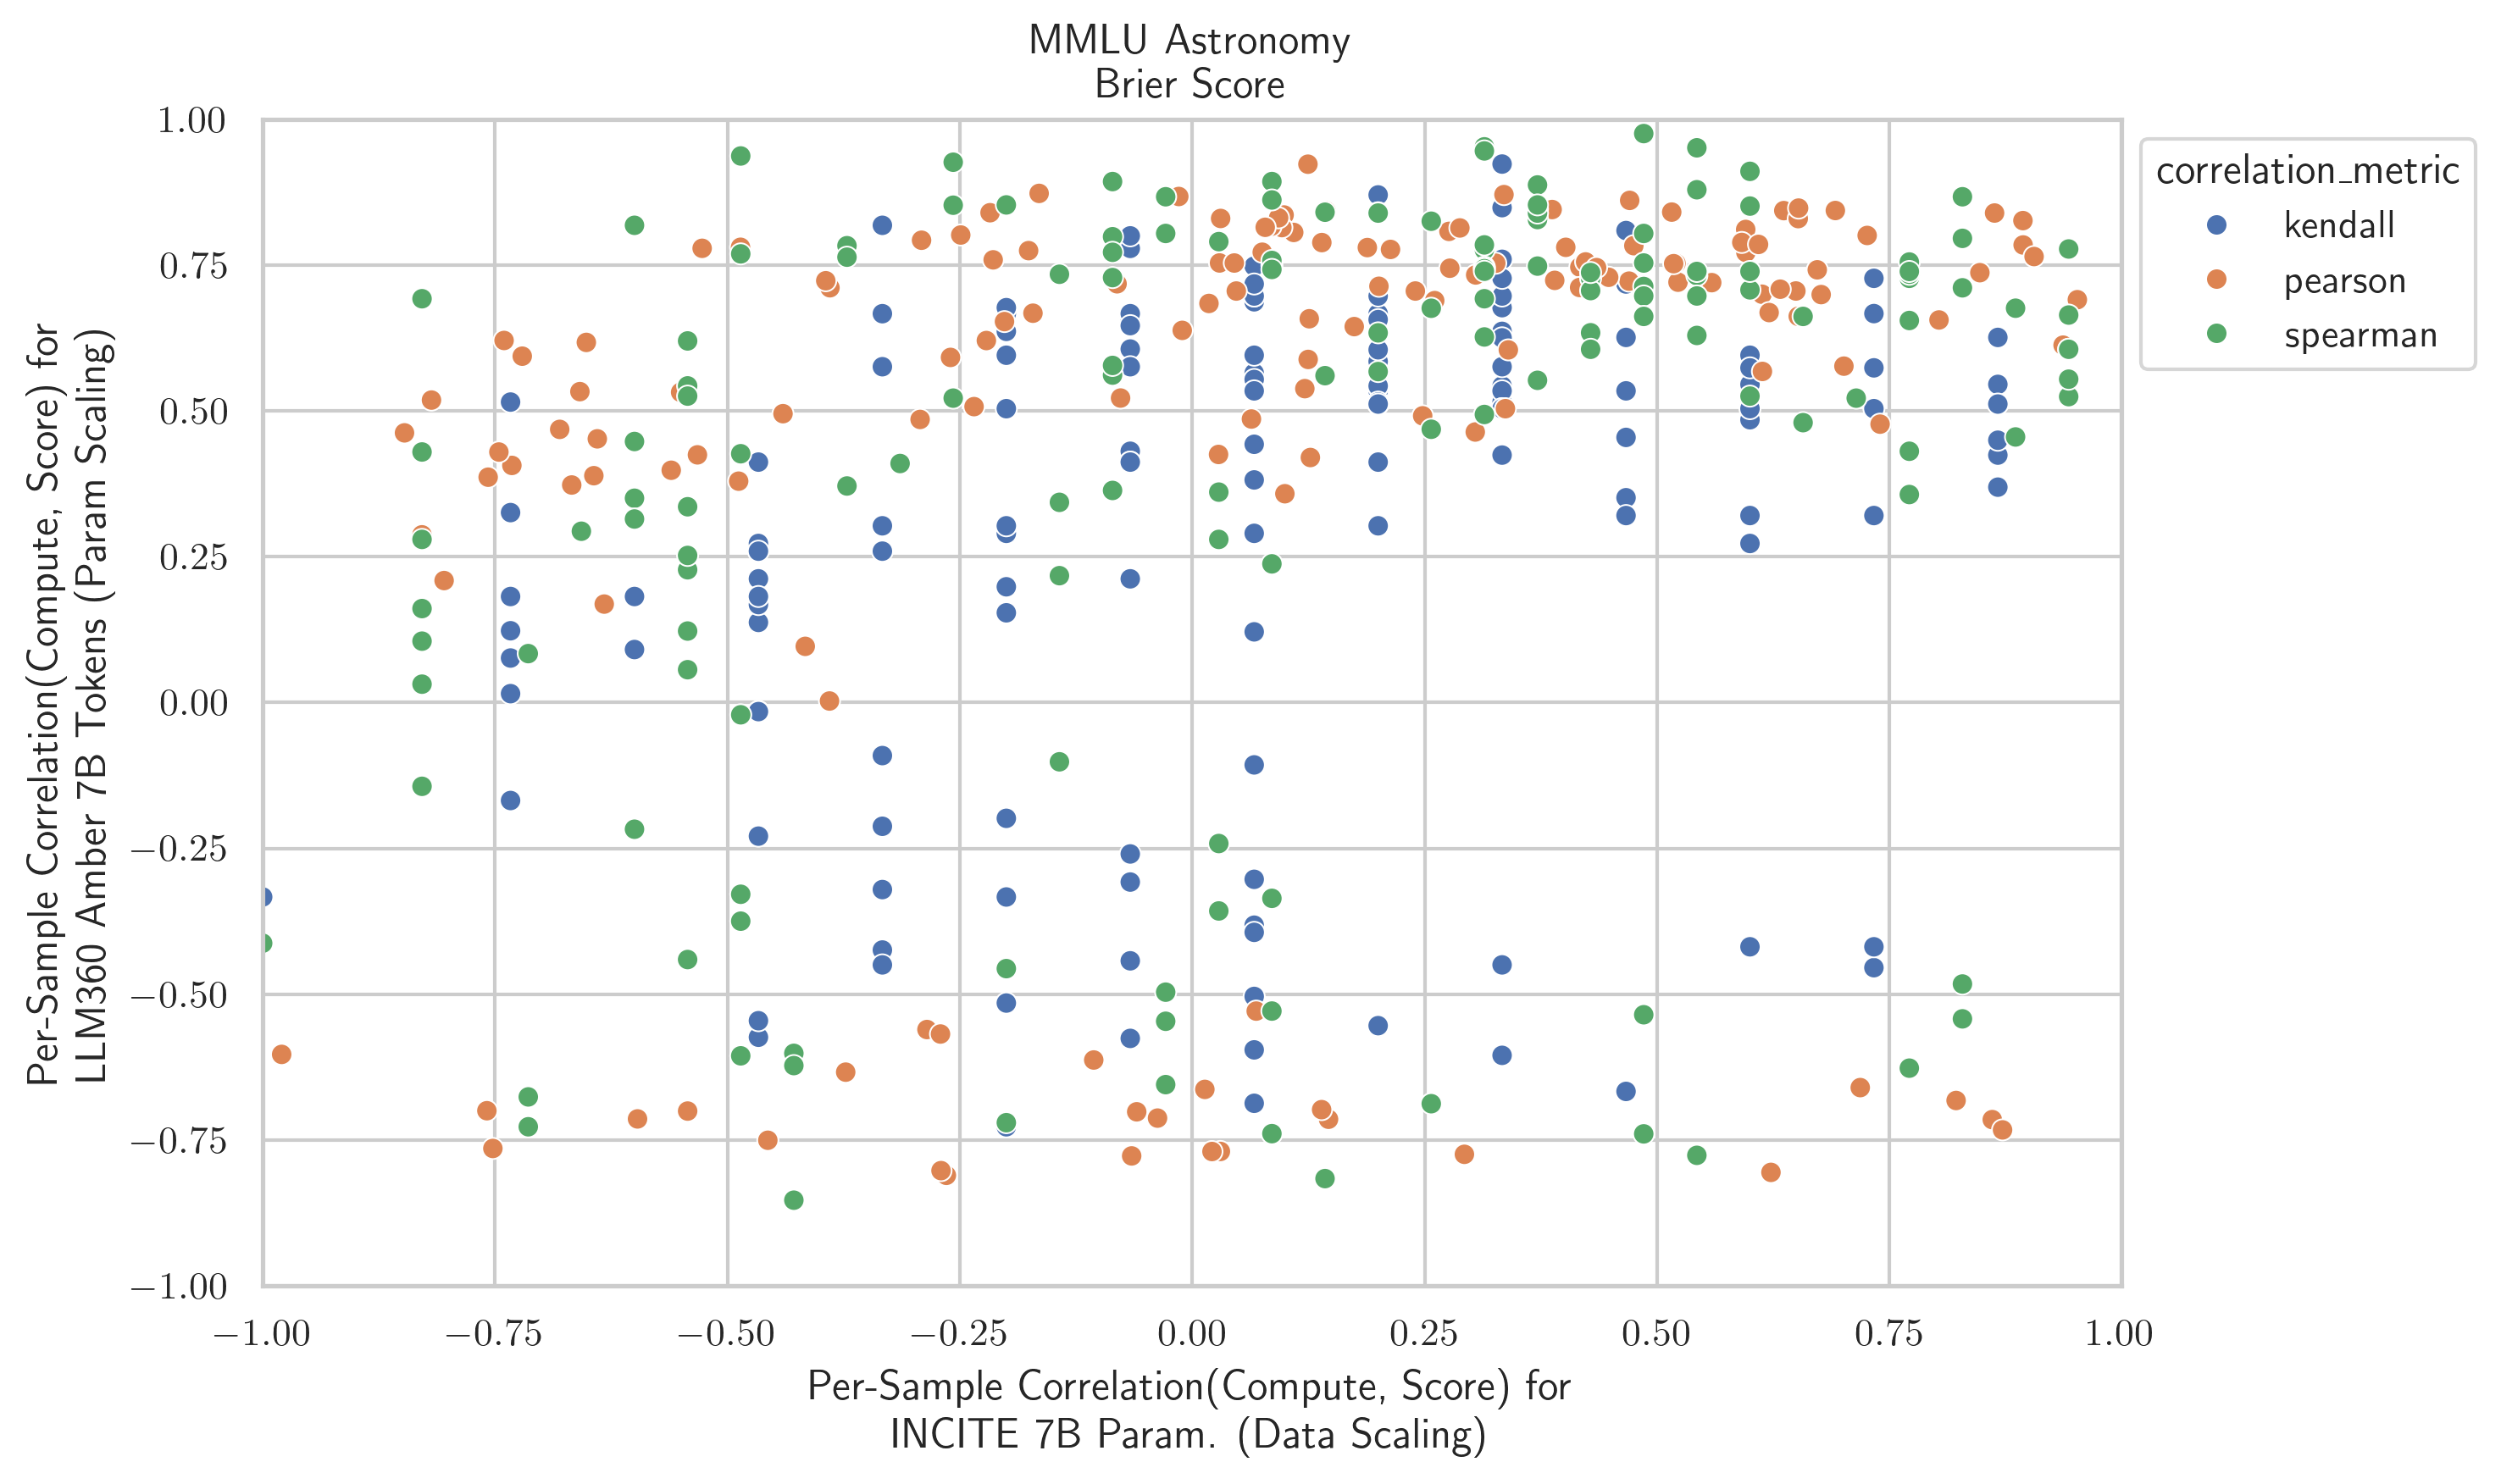 MMLU Astronomy
Brier Score
Per-Sample Correlation(Compute, Score) for
LLM360 Amber 7B Tokens (Param Scaling)
1.00
0.75
0.50
0.25
0.00
−0.25
−0.50
−0.75
−1.00
−1.00 −0.75 −0.50 −0.25 0.00 0.25 0.50 0.75 1.00
Per-Sample Correlation(Compute, Score) for
INCITE 7B Param. (Data Scaling)
correlation_metric
kendall
pearson
spearman